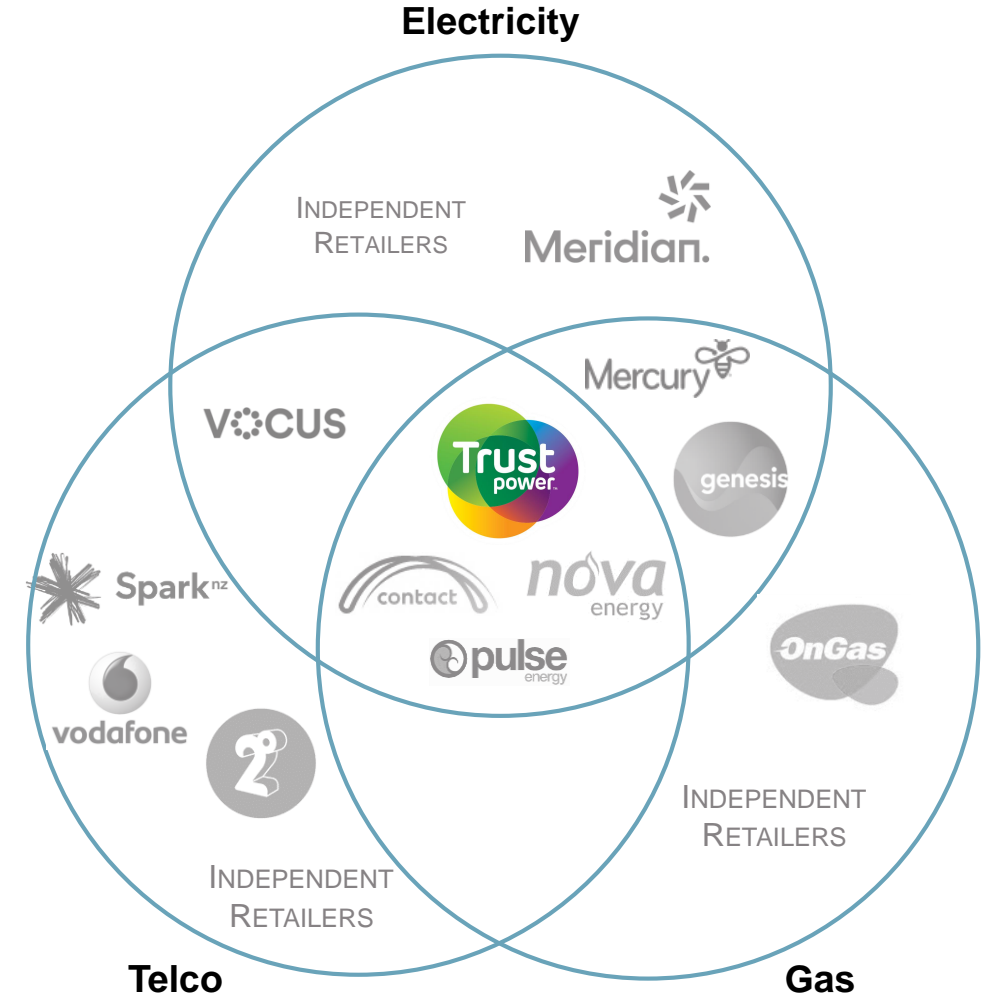 Electricity
INDEPENDENT
RETAILERS
Meridian.
Mercury
VOCUS
Trust
power™
genesis
Spark nz
contact
nova
energy
pulse
energy
OnGas
vodafone
2
INDEPENDENT
RETAILERS
INDEPENDENT
RETAILERS
Telco
Gas